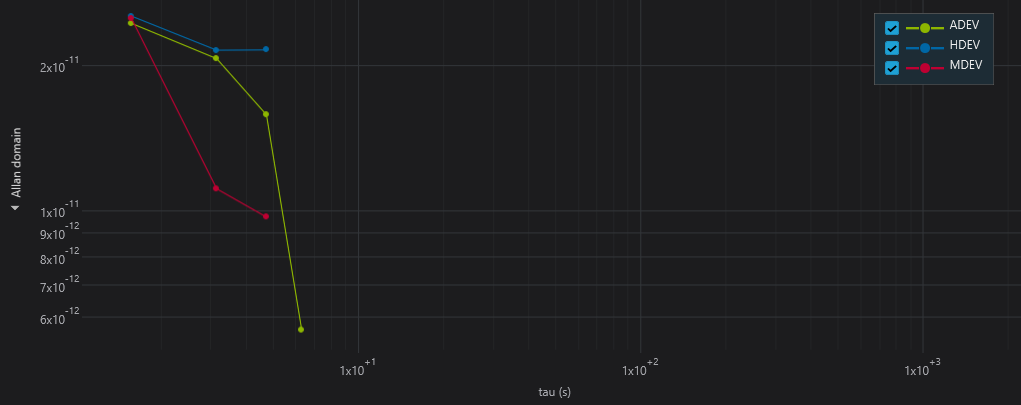 ADEV
HDEV
MDEV
2x10⁻¹¹
1x10⁻¹¹
9x10⁻¹²
8x10⁻¹²
7x10⁻¹²
6x10⁻¹²
◄ Allan domain
1x10⁺¹ 1x10⁺² 1x10⁺³
tau (s)